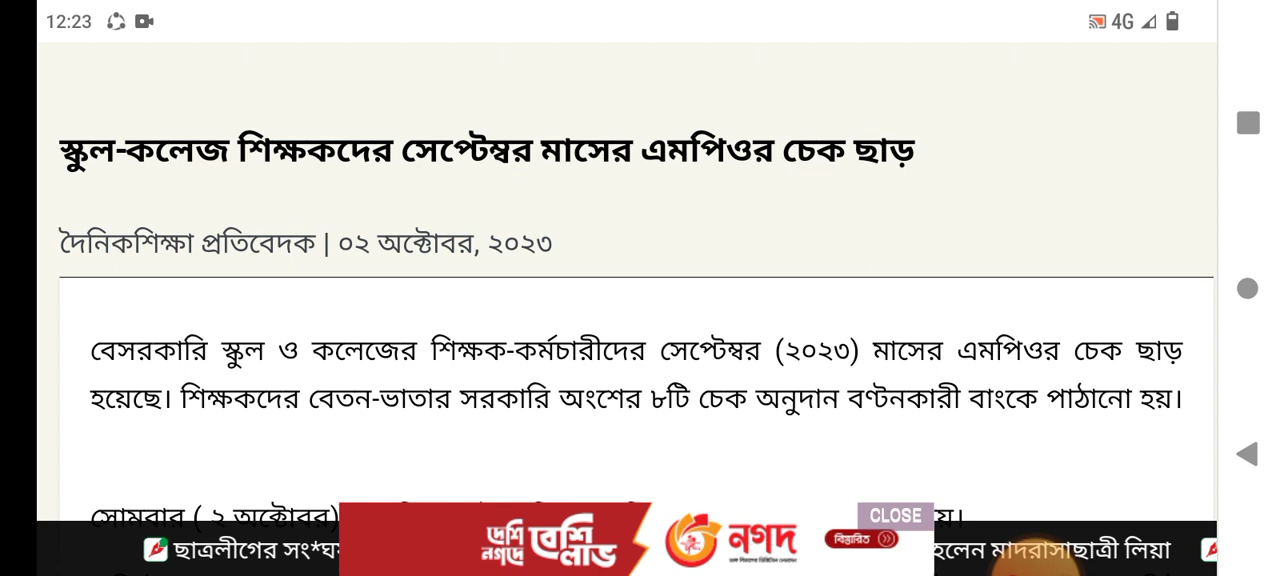 12:23
4G
স্কুল-কলেজ শিক্ষকদের সেপ্টেম্বর মাসের এমপিওর চেক ছাড়
দৈনিকশিক্ষা প্রতিবেদক | ০২ অক্টোবর, ২০২৩
বেসরকারি স্কুল ও কলেজের শিক্ষক-কর্মচারীদের সেপ্টেম্বর (২০২৩) মাসের এমপিওর চেক ছাড়
হয়েছে। শিক্ষকদের বেতন-ভাতার সরকারি অংশের ৮টি চেক অনুদান বণ্টনকারী বাংকে পাঠানো হয়।
সোমবার ( ২ অক্টোবর)
য়।
CLOSE
বেশি লাভ
নগদ
বিস্তারিত
ছাত্রলীগের সং*ঘ
হলেন মাদরাসাছাত্রী লিয়া